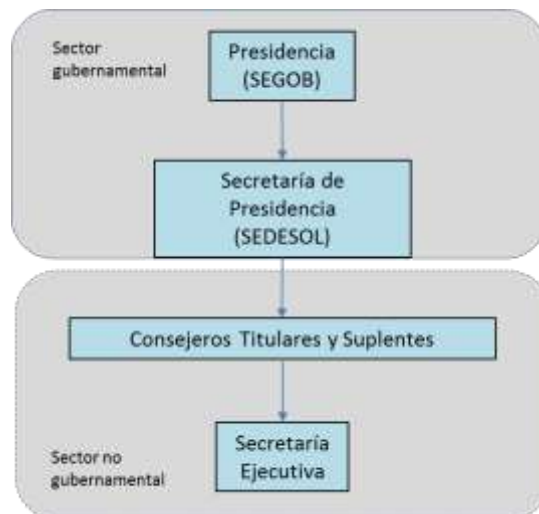 Sector
gubernamental
Presidencia
(SEGOB)
Secretaría de
Presidencia
(SEDESOL)
Consejeros Titulares y Suplentes
Secretaría
Ejecutiva
Sector no
gubernamental